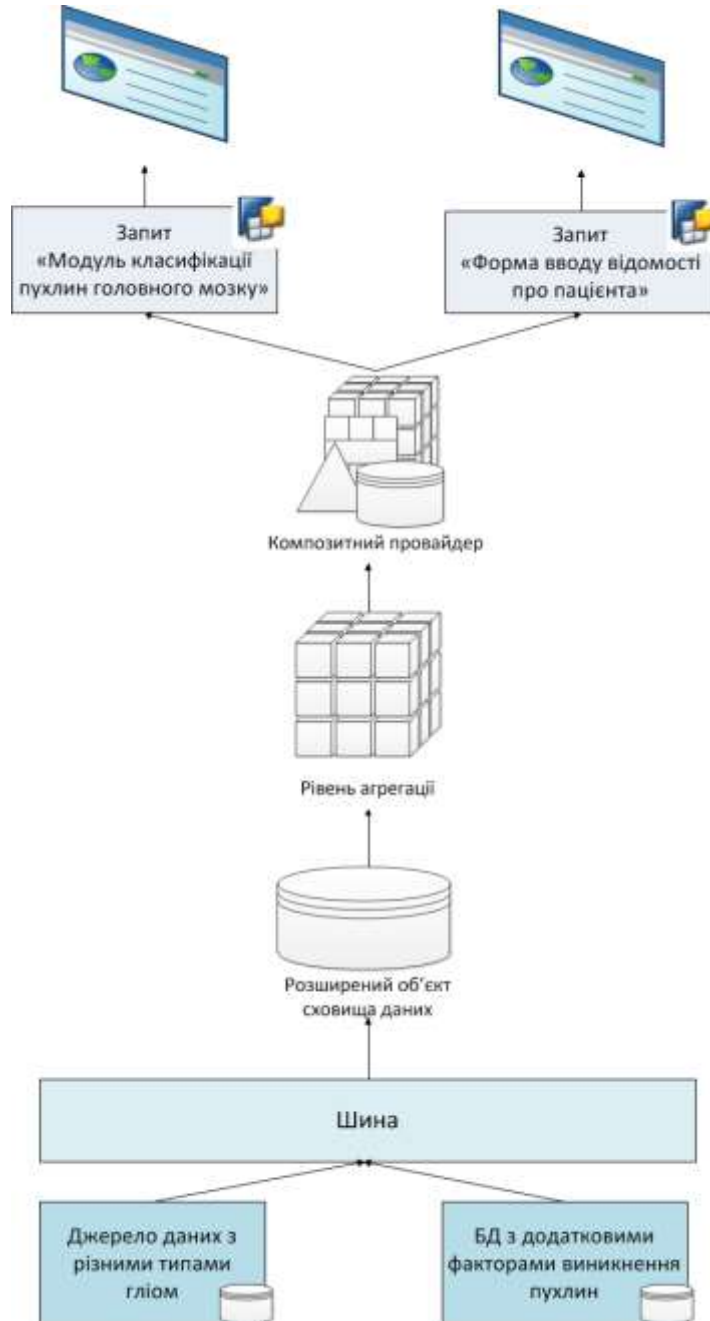 Запит
«Модуль класифікації
пухлин головного мозку»
Запит
«Форма вводу відомості
про пацієнта»
Композитний провайдер
Рівень агрегації
Розширений об’єкт
сховища даних
Шина
Джерело даних з
різними типами
гліом
БД з додатковими
факторами виникнення
пухлин